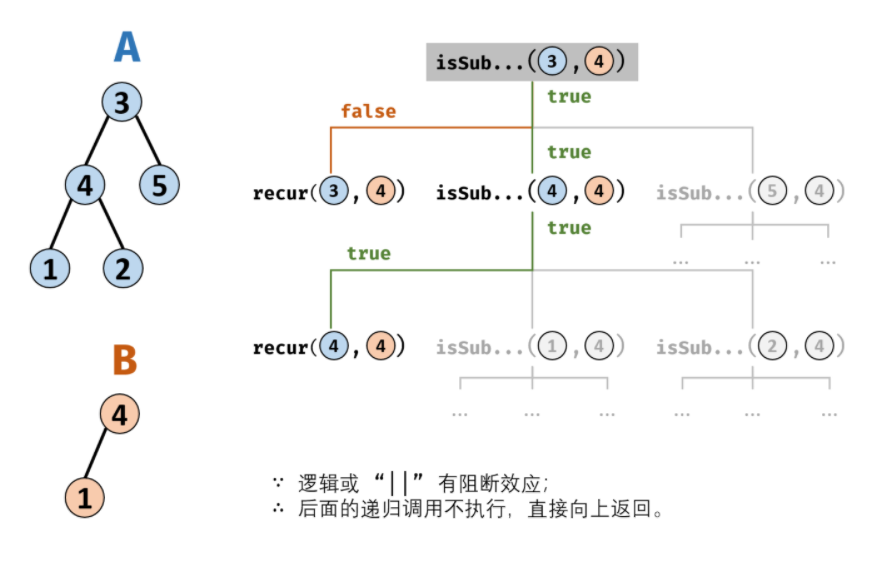 A
3
4
5
1
2
B
4
1
isSub...(3,4)
true
false
true
recur(3,4)
isSub...(4,4)
isSub...(5,4)
true
... ... ...
true
recur(4,4)
isSub...(1,4)
isSub...(2,4)
... ... ...
... ... ...
∵ 逻辑或 “||” 有阻断效应;
∴ 后面的递归调用不执行,直接向上返回。